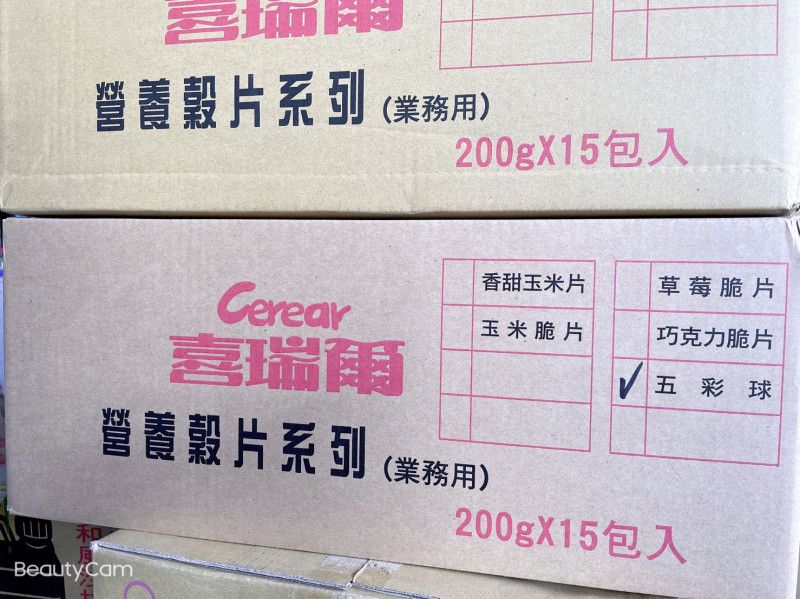 喜瑞爾
營養穀片系列(業務用)
200gX15包入
Cerear
喜瑞爾
營養穀片系列(業務用)
200gX15包入
香甜玉米片
玉米脆片
草莓脆片
巧克力脆片
✓ 五彩球
和風
BeautyCam